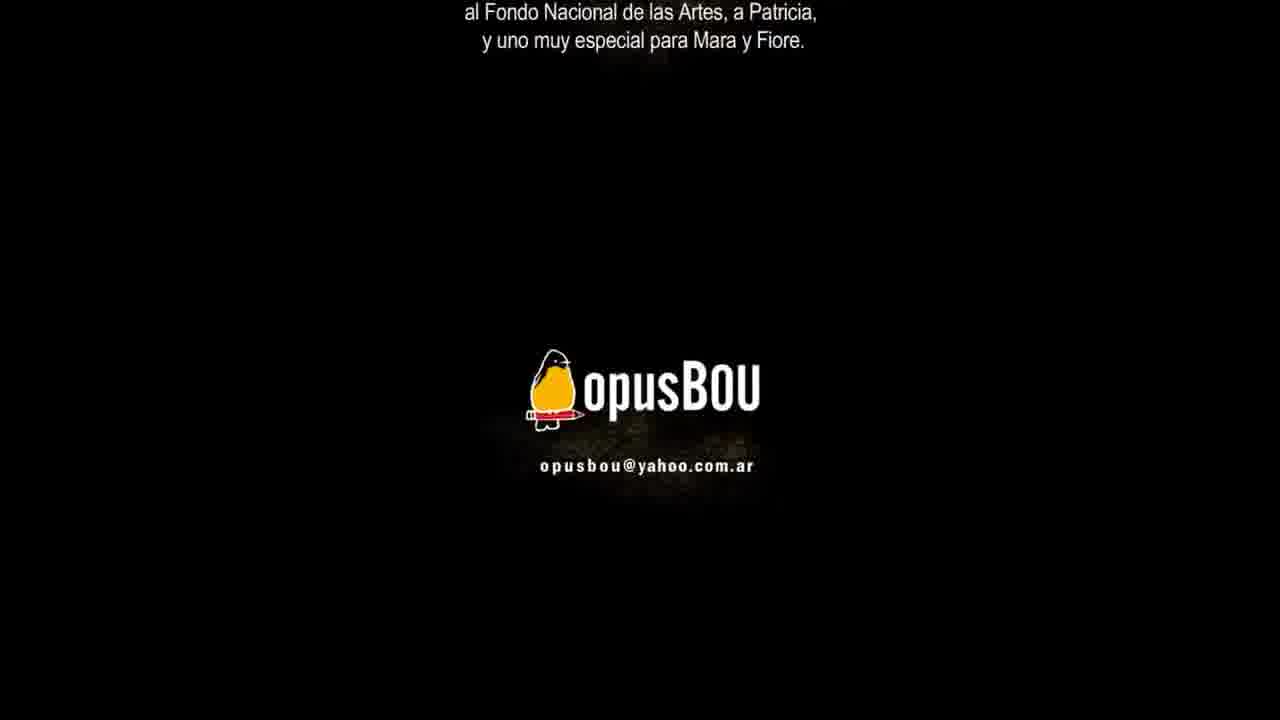 al Fondo Nacional de las Artes, a Patricia,
y uno muy especial para Mara y Fiore.
opusBOU
opusbou@yahoo.com.ar